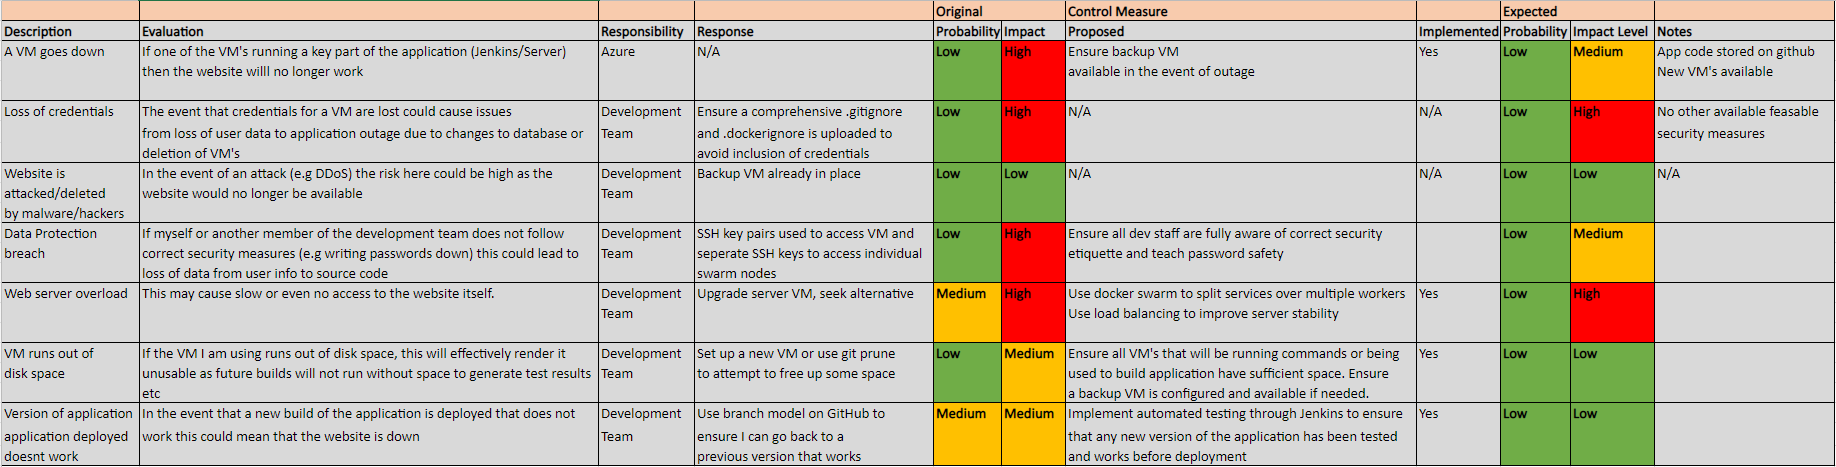 Original Control Measure Expected
Description Evaluation Responsibility Response Probability Impact Proposed Implemented Probability Impact Level Notes
A VM goes down If one of the VM's running a key part of the application (Jenkins/Server) Azure N/A Low High Ensure backup VM Yes Low Medium App code stored on github
then the website willl no longer work available in the event of outage New VM's available
Loss of credentials The event that credentials for a VM are lost could cause issues Development Ensure a comprehensive .gitignore Low High N/A N/A Low High No other available feasable
from loss of user data to application outage due to changes to database or Team and .dockerignore is uploaded to security measures
deletion of VM's avoid inclusion of credentials
Website is In the event of an attack (e.g DDoS) the risk here could be high as the Development Backup VM already in place Low Low N/A N/A Low Low N/A
attacked/deleted website would no longer be available Team
by malware/hackers
Data Protection If myself or another member of the development team does not follow Development SSH key pairs used to access VM and Low High Ensure all dev staff are fully aware of correct security Low Medium
breach correct security measures (e.g writing passwords down) this could lead to Team seperate SSH keys to access individual etiquette and teach password safety
loss of data from user info to source code swarm nodes
Web server overload This may cause slow or even no access to the website itself. Development Upgrade server VM, seek alternative Medium High Use docker swarm to split services over multiple workers Yes Low High
Team Use load balancing to improve server stability
VM runs out of If the VM I am using runs out of disk space, this will effectively render it Development Set up a new VM or use git prune Low Medium Ensure all VM's that will be running commands or being Yes Low Low
disk space unusable as future builds will not run without space to generate test results Team to attempt to free up some space used to build application have sufficient space. Ensure
etc a backup VM is configured and available if needed.
Version of application In the event that a new build of the application is deployed that does not Development Use branch model on GitHub to Medium Medium Implement automated testing through Jenkins to ensure Yes Low Low
application deployed work this could mean that the website is down Team ensure I can go back to a that any new version of the application has been tested
doesnt work previous version that works and works before deployment